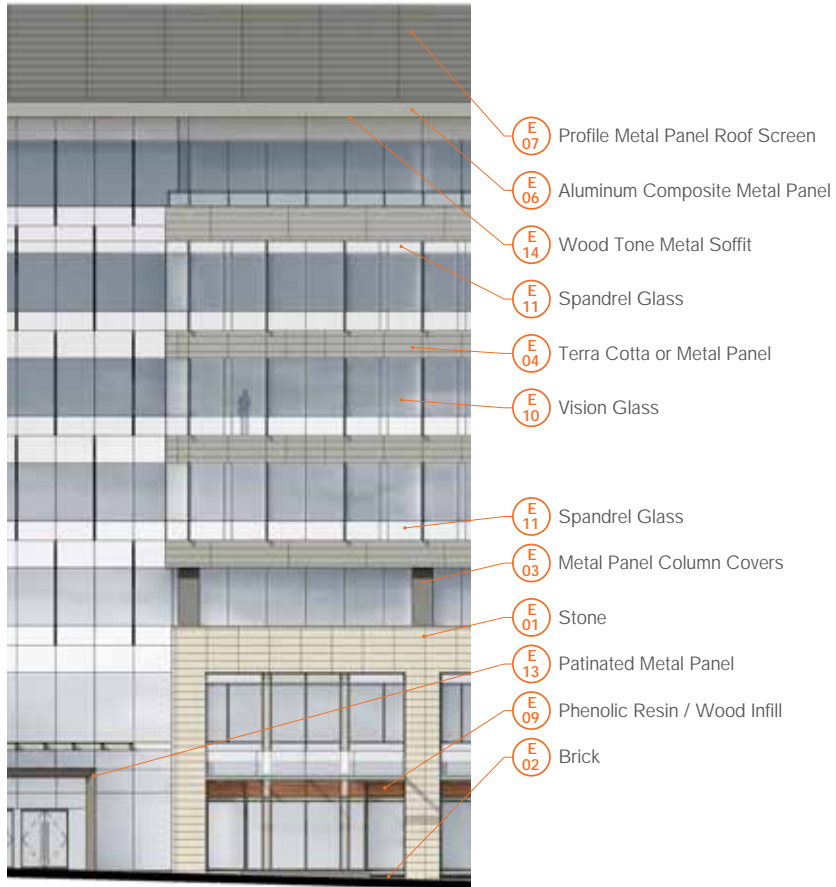 E
07
Profile Metal Panel Roof Screen
E
06
Aluminum Composite Metal Panel
E
14
Wood Tone Metal Soffit
E
11
Spandrel Glass
E
04
Terra Cotta or Metal Panel
E
10
Vision Glass
E
11
Spandrel Glass
E
03
Metal Panel Column Covers
E
01
Stone
E
13
Patinated Metal Panel
E
09
Phenolic Resin / Wood Infill
E
02
Brick